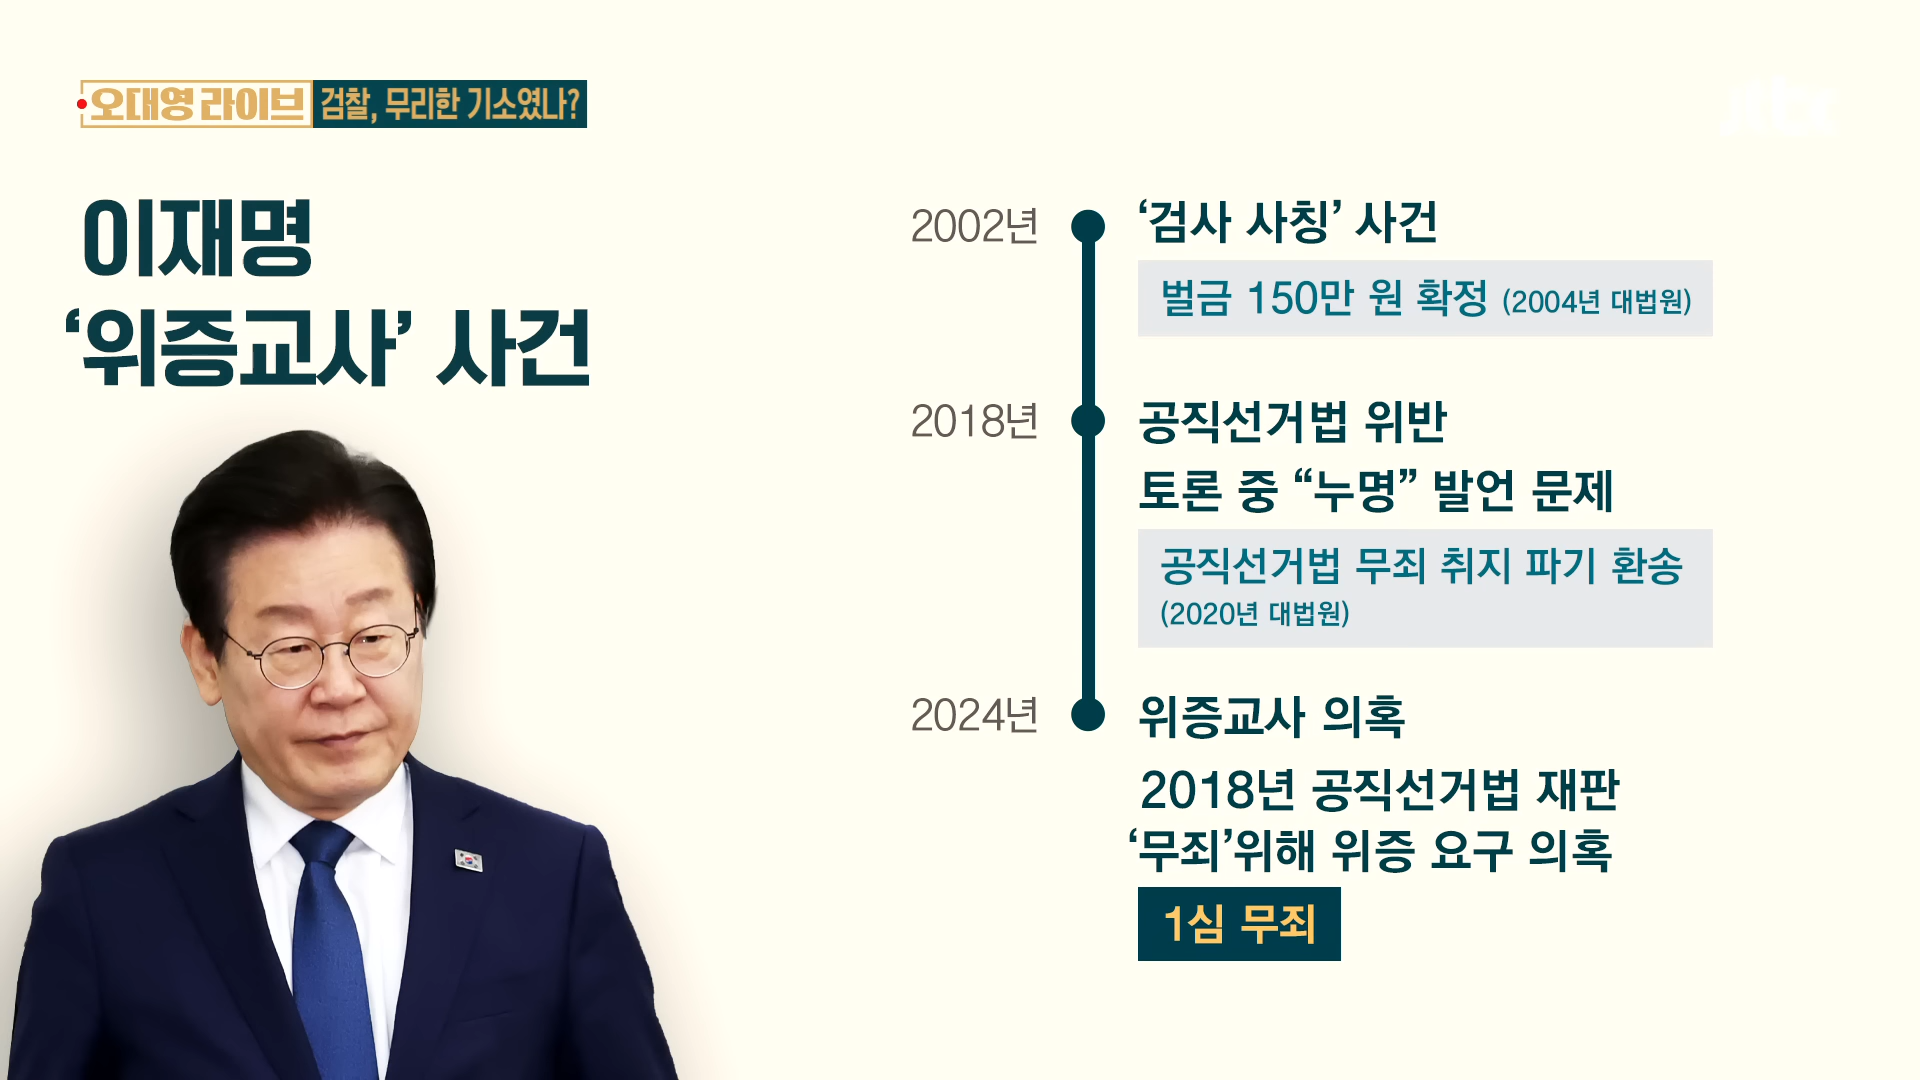 오대영 라이브 검찰, 무리한 기소였나?
jtbc
이재명
‘위증교사’ 사건
2002년 ‘검사 사칭’ 사건
벌금 150만 원 확정 (2004년 대법원)
2018년 공직선거법 위반
토론 중 “누명” 발언 문제
공직선거법 무죄 취지 파기 환송
(2020년 대법원)
2024년 위증교사 의혹
2018년 공직선거법 재판
‘무죄’위해 위증 요구 의혹
1심 무죄